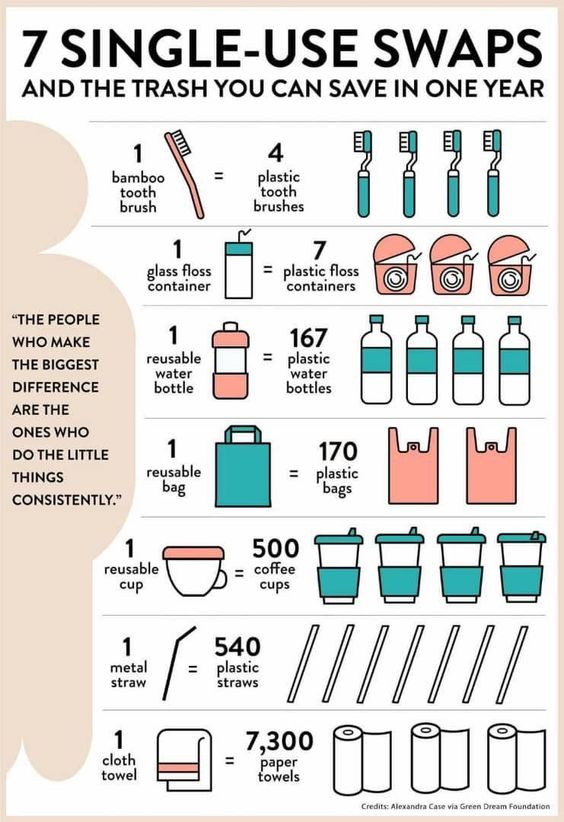 7 SINGLE-USE SWAPS
AND THE TRASH YOU CAN SAVE IN ONE YEAR
"THE PEOPLE
WHO MAKE
THE BIGGEST
DIFFERENCE
ARE THE
ONES WHO
DO THE LITTLE
THINGS
CONSISTENTLY."
1
bamboo
tooth
brush
=
4
plastic
tooth
brushes
1
glass floss
container
=
7
plastic floss
containers
1
reusable
water
bottle
=
167
plastic
water
bottles
1
reusable
bag
=
170
plastic
bags
1
reusable
cup
=
500
coffee
cups
1
metal
straw
=
540
plastic
straws
1
cloth
towel
=
7,300
paper
towels
Credits: Alexandra Case via Green Dream Foundation